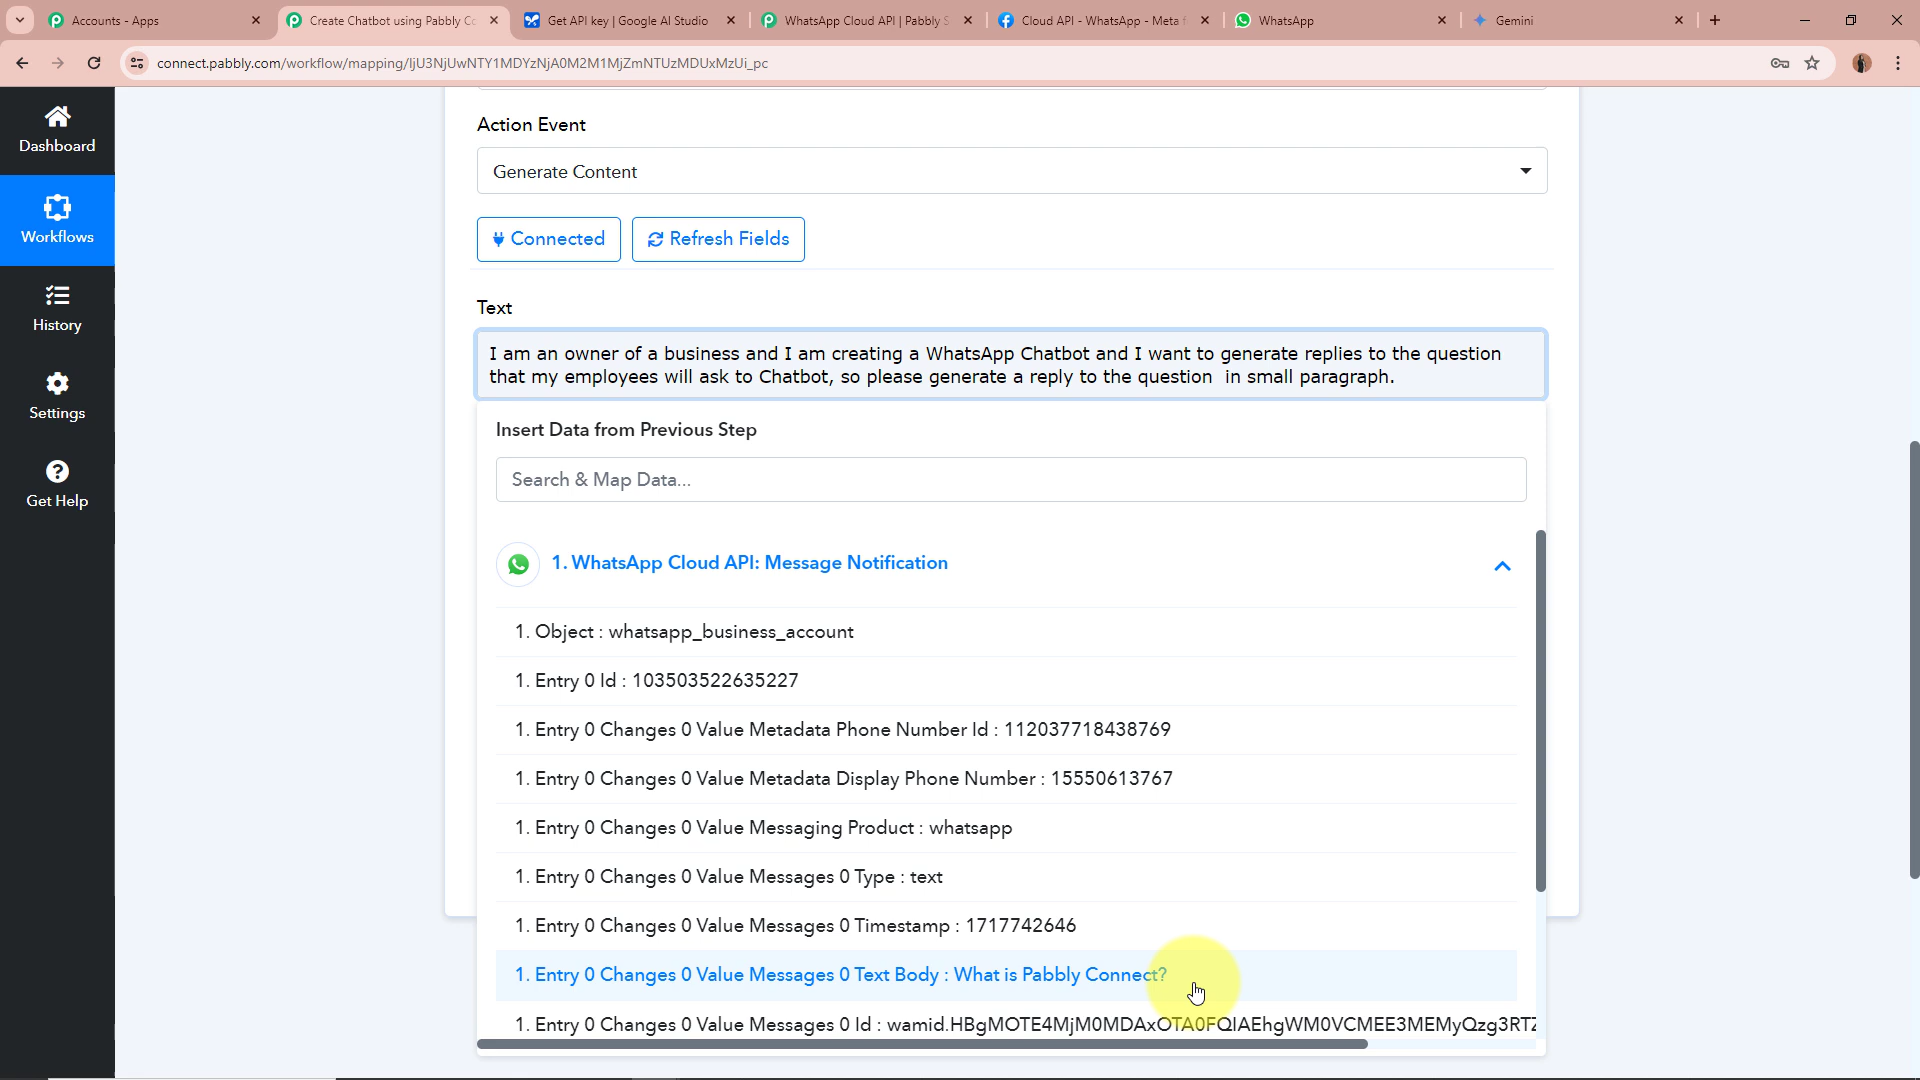 Accounts - Apps
Create Chatbot using Pabbly Co
Get API key | Google AI Studio
WhatsApp Cloud API | Pabbly S
Cloud API - WhatsApp - Meta f
WhatsApp
Gemini
connect.pabbly.com/workflow/mapping/IjU3NjUwNTY1MDYzNjA0M2M1MjZmNTUzMDUxMzUi_pc
Dashboard
Workflows
History
Settings
Get Help
Action Event
Generate Content
Connected
Refresh Fields
Text
I am an owner of a business and I am creating a WhatsApp Chatbot and I want to generate replies to the question
that my employees will ask to Chatbot, so please generate a reply to the question  in small paragraph.
Insert Data from Previous Step
Search & Map Data...
1. WhatsApp Cloud API: Message Notification
1. Object : whatsapp_business_account
1. Entry 0 Id : 103503522635227
1. Entry 0 Changes 0 Value Metadata Phone Number Id : 112037718438769
1. Entry 0 Changes 0 Value Metadata Display Phone Number : 15550613767
1. Entry 0 Changes 0 Value Messaging Product : whatsapp
1. Entry 0 Changes 0 Value Messages 0 Type : text
1. Entry 0 Changes 0 Value Messages 0 Timestamp : 1717742646
1. Entry 0 Changes 0 Value Messages 0 Text Body : What is Pabbly Connect?
1. Entry 0 Changes 0 Value Messages 0 Id : wamid.HBgMOTE4MjM0MDAxOTA0FQIAEhgWM0VCMEE3MEMyQzg3RTZ